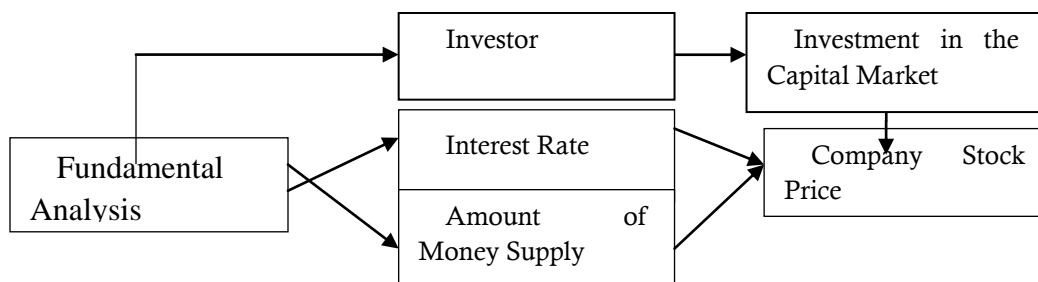 Investor
Investment in the
Capital Market
Fundamental
Analysis
Interest Rate
Company Stock
Price
Amount of
Money Supply